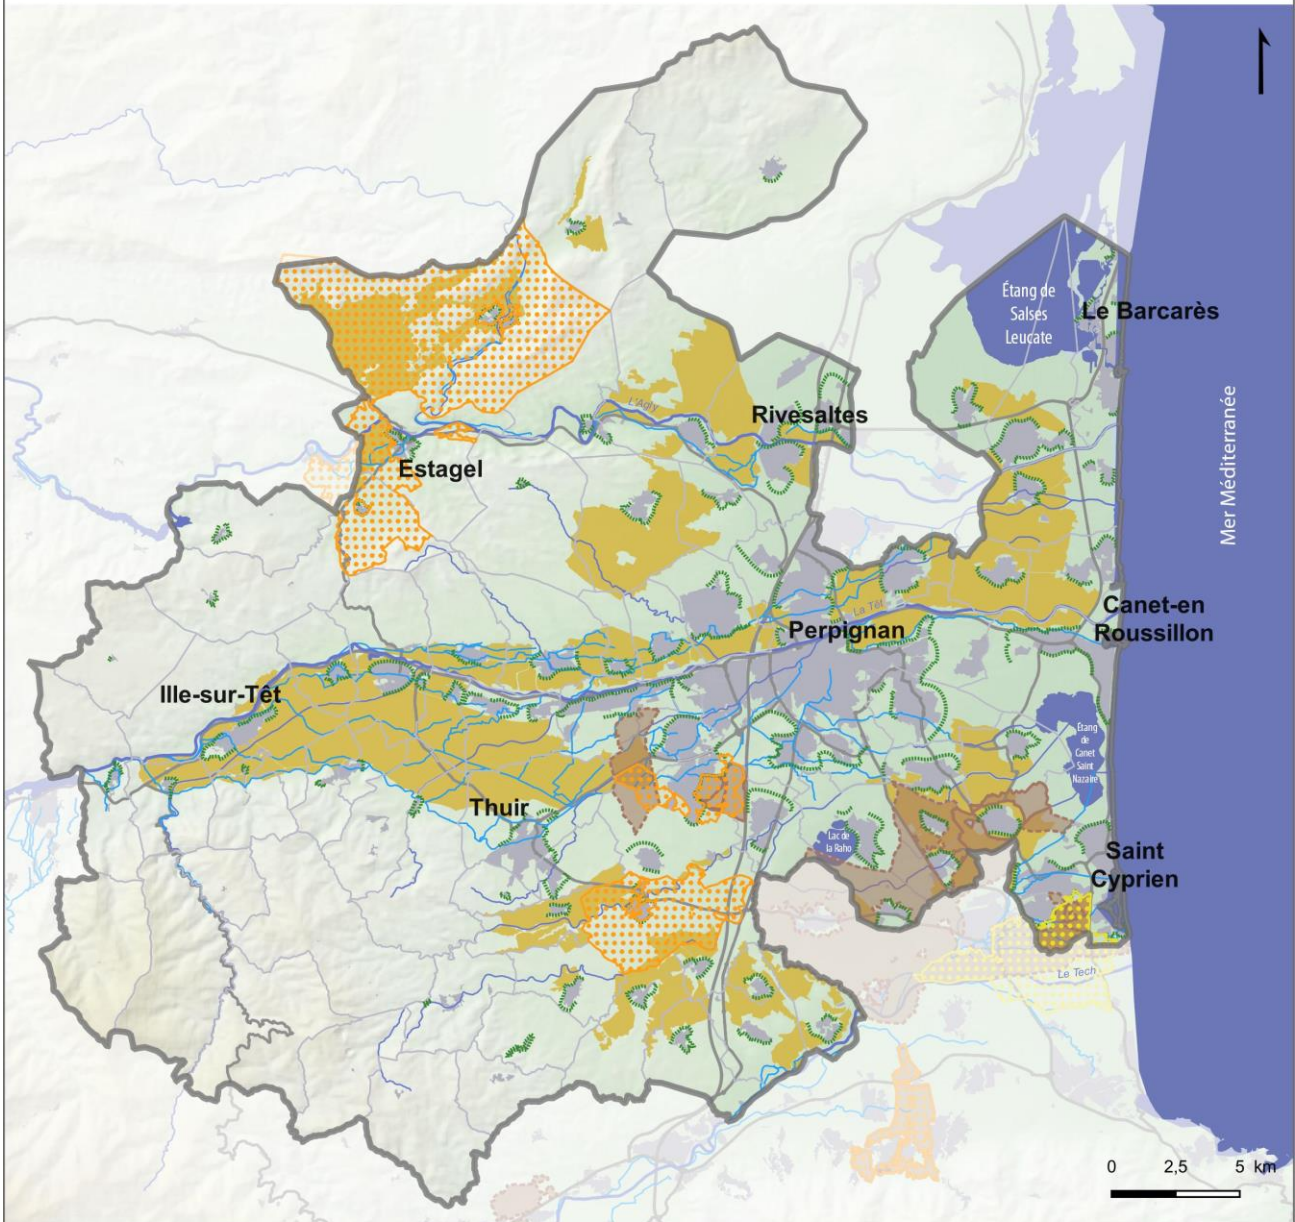 Étang de
Salses
Leucate
Le Barcarès
Mer Méditerranée
L'Agly
Rivesaltes
Estagel
La Têt
Canet-en
Roussillon
Perpignan
Ille-sur-Têt
Étang
de
Canet
Saint
Nazaire
Thuir
Lac de
la Raho
Saint
Cyprien
Le Tech
0 2,5 5 km